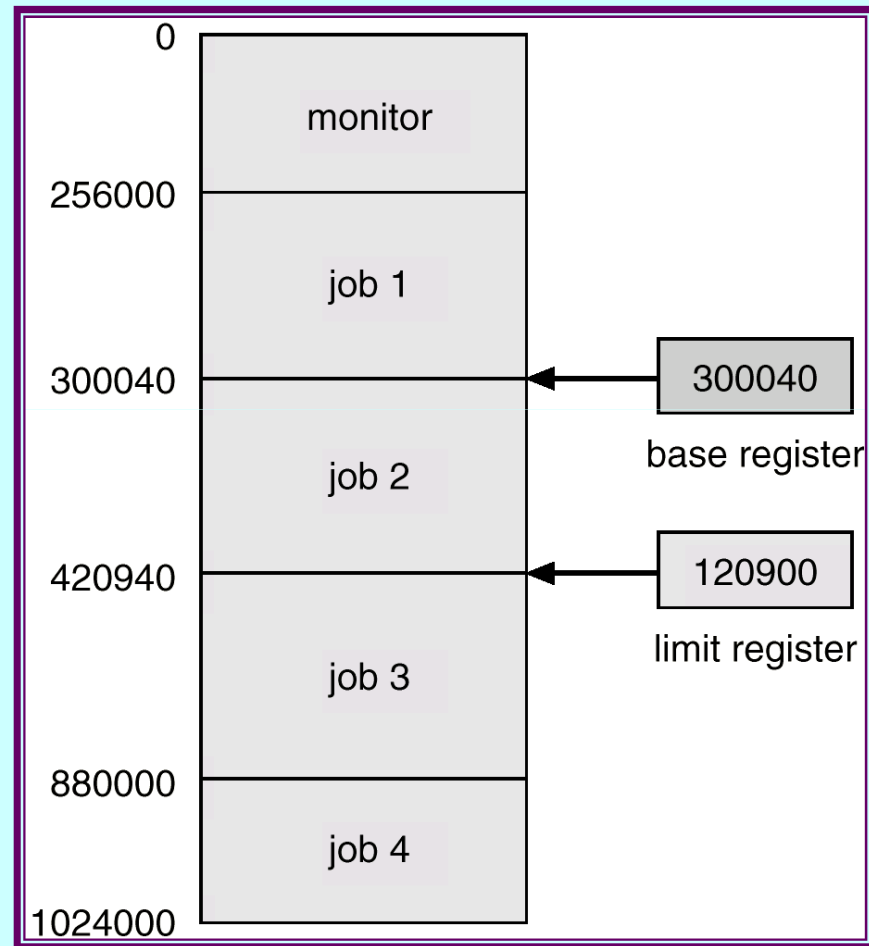 0
monitor
256000
job 1
300040
300040
base register
job 2
420940
120900
limit register
job 3
880000
job 4
1024000